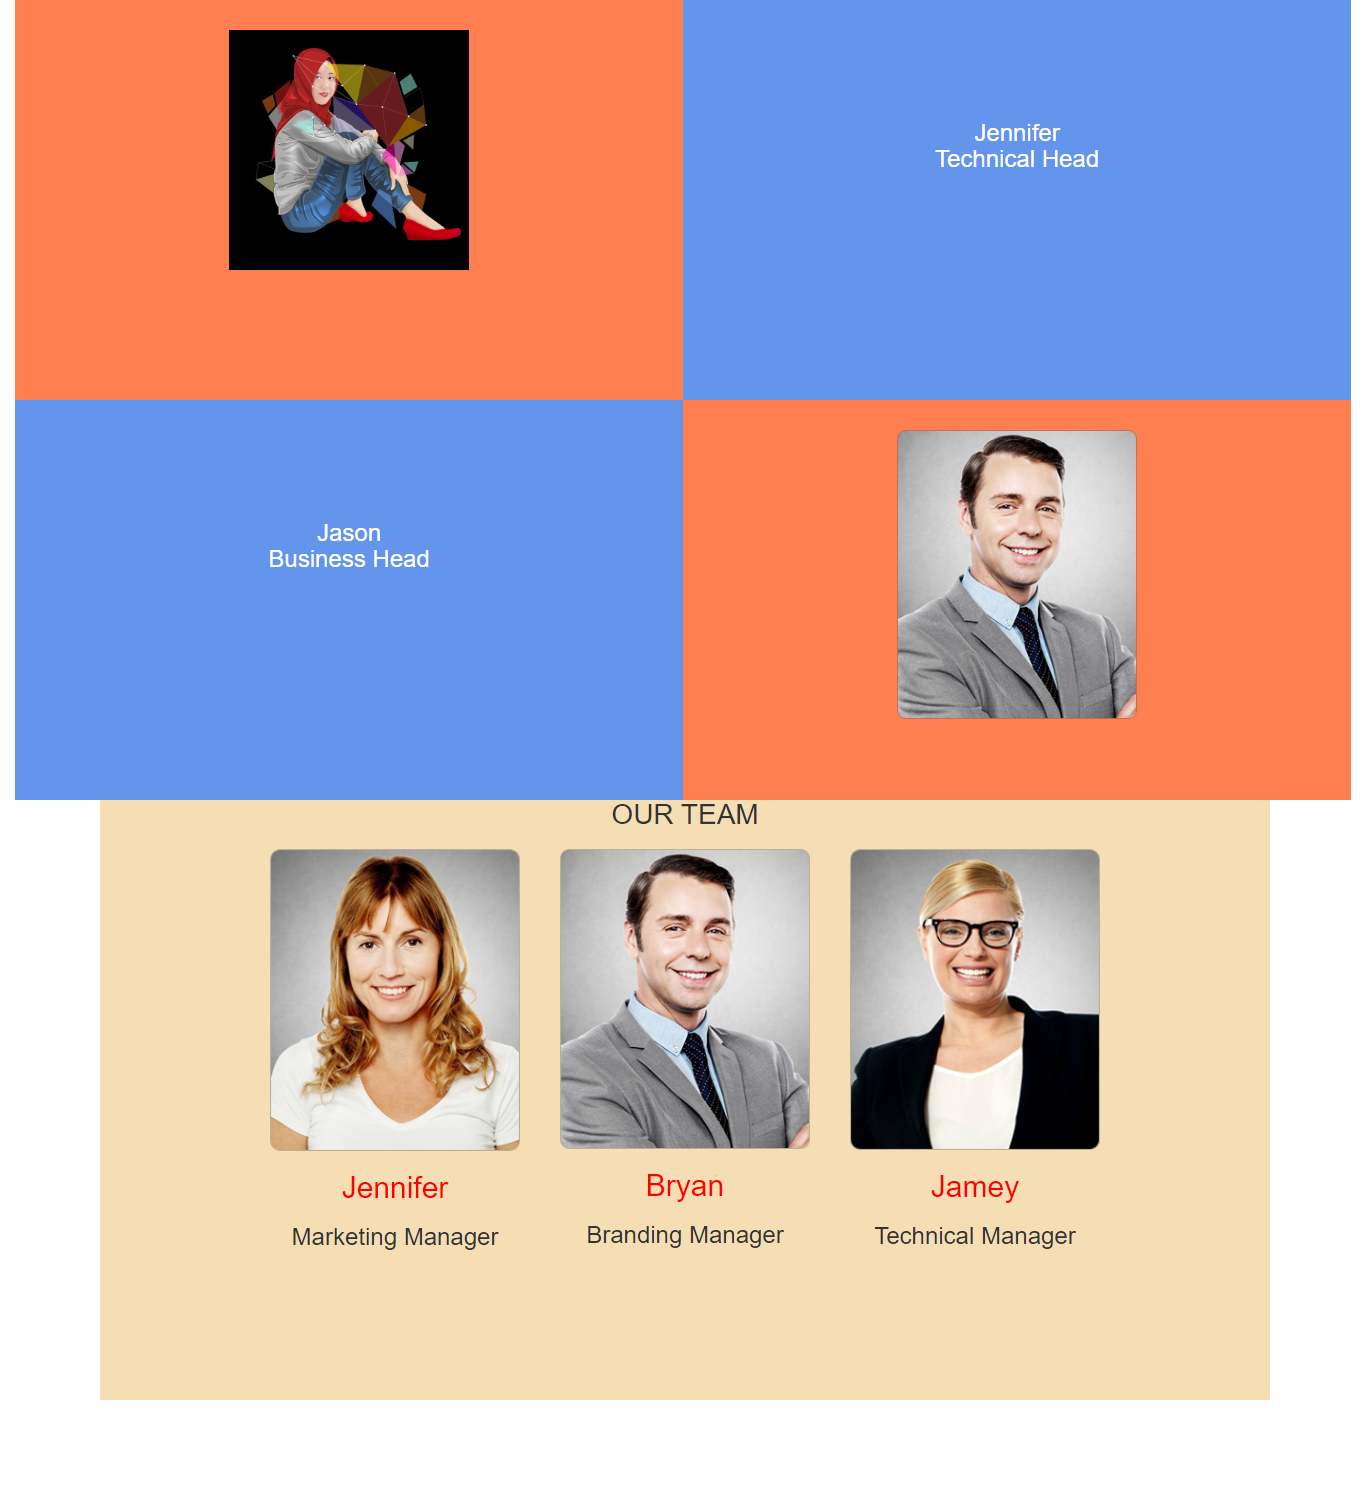 Jennifer
Technical Head
Jason
Business Head
OUR TEAM
Jennifer
Marketing Manager
Bryan
Branding Manager
Jamey
Technical Manager